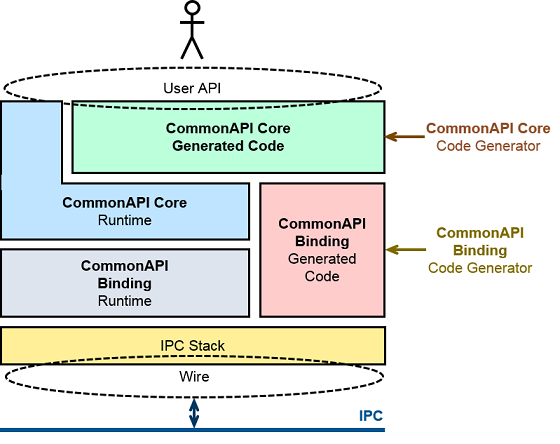 User API
CommonAPI Core
Generated Code
CommonAPI Core
Code Generator
CommonAPI Core
Runtime
CommonAPI
Binding
Generated
Code
CommonAPI
Binding
Code Generator
CommonAPI
Binding
Runtime
IPC Stack
Wire
IPC